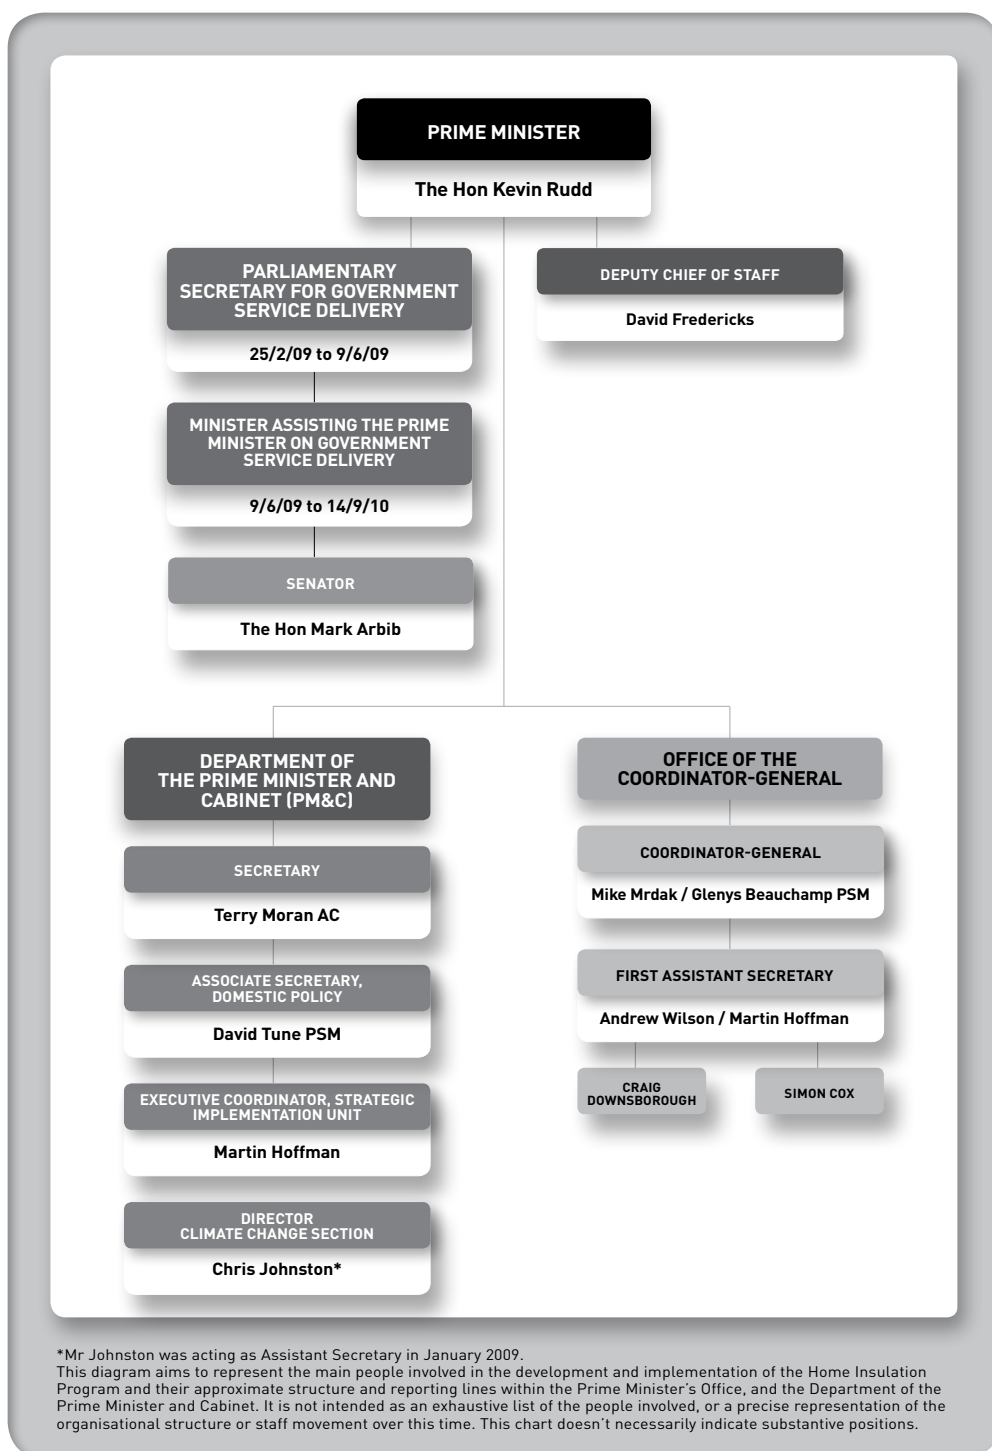 PRIME MINISTER
The Hon Kevin Rudd
PARLIAMENTARY
SECRETARY FOR GOVERNMENT
SERVICE DELIVERY
25/2/09 to 9/6/09
DEPUTY CHIEF OF STAFF
David Fredericks
MINISTER ASSISTING THE PRIME
MINISTER ON GOVERNMENT
SERVICE DELIVERY
9/6/09 to 14/9/10
SENATOR
The Hon Mark Arbib
DEPARTMENT OF
THE PRIME MINISTER AND
CABINET (PM&C)
SECRETARY
Terry Moran AC
ASSOCIATE SECRETARY,
DOMESTIC POLICY
David Tune PSM
EXECUTIVE COORDINATOR, STRATEGIC
IMPLEMENTATION UNIT
Martin Hoffman
DIRECTOR
CLIMATE CHANGE SECTION
Chris Johnston*
OFFICE OF THE
COORDINATOR-GENERAL
COORDINATOR-GENERAL
Mike Mrdak / Glenys Beauchamp PSM
FIRST ASSISTANT SECRETARY
Andrew Wilson / Martin Hoffman
CRAIG
DOWNSBOROUGH
SIMON COX
*Mr Johnston was acting as Assistant Secretary in January 2009.
This diagram aims to represent the main people involved in the development and implementation of the Home Insulation
Program and their approximate structure and reporting lines within the Prime Minister's Office, and the Department of the
Prime Minister and Cabinet. It is not intended as an exhaustive list of the people involved, or a precise representation of the
organisational structure or staff movement over this time. This chart doesn't necessarily indicate substantive positions.